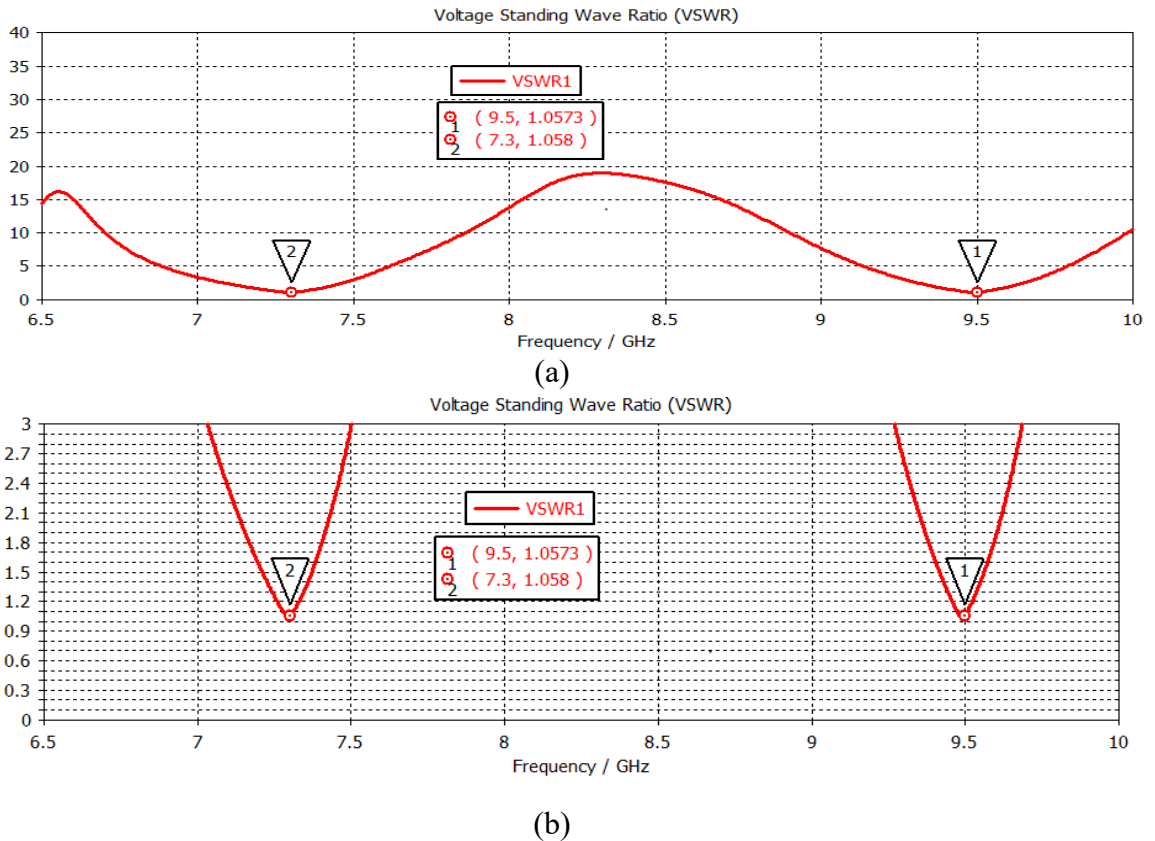 Voltage Standing Wave Ratio (VSWR)
40
35
30
25
20
15
10
5
0
VSWR1
1 ( 9.5, 1.0573 )
2 ( 7.3, 1.058 )
2
1
6.5 7 7.5 8 8.5 9 9.5 10
Frequency / GHz
(a)
Voltage Standing Wave Ratio (VSWR)
3
2.7
2.4
2.1
1.8
1.5
1.2
0.9
0.6
0.3
0
VSWR1
1 ( 9.5, 1.0573 )
2 ( 7.3, 1.058 )
2
1
6.5 7 7.5 8 8.5 9 9.5 10
Frequency / GHz
(b)